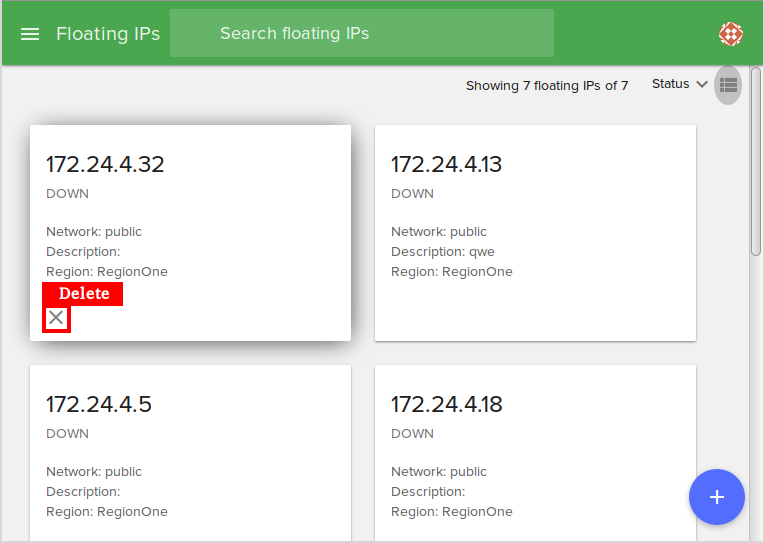 Floating IPs
Search floating IPs
Showing 7 floating IPs of 7
Status
172.24.4.32
DOWN
Network: public
Description:
Region: RegionOne
Delete
172.24.4.13
DOWN
Network: public
Description: qwe
Region: RegionOne
172.24.4.5
DOWN
Network: public
Description:
Region: RegionOne
172.24.4.18
DOWN
Network: public
Description:
Region: RegionOne